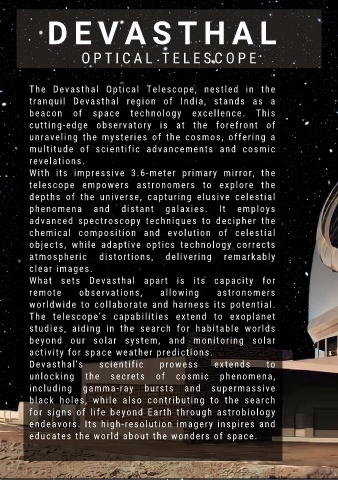 DEVASTHAL
OPTICAL TELESCOPE
The Devasthal Optical Telescope, nestled in the
tranquil Devasthal region of India, stands as a
beacon of space technology excellence. This
cutting-edge observatory is at the forefront of
unraveling the mysteries of the cosmos, offering a
multitude of scientific advancements and cosmic
revelations.
With its impressive 3.6-meter primary mirror, the
telescope empowers astronomers to explore the
depths of the universe, capturing elusive celestial
phenomena and distant galaxies. It employs
advanced spectroscopy techniques to decipher the
chemical composition and evolution of celestial
objects, while adaptive optics technology corrects
atmospheric distortions, delivering remarkably
clear images.
What sets Devasthal apart is its capacity for
remote observations, allowing astronomers
worldwide to collaborate and harness its potential.
The telescope's capabilities extend to exoplanet
studies, aiding in the search for habitable worlds
beyond our solar system, and monitoring solar
activity for space weather predictions.
Devasthal's scientific prowess extends to
unlocking the secrets of cosmic phenomena,
including gamma-ray bursts and supermassive
black holes, while also contributing to the search
for signs of life beyond Earth through astrobiology
endeavors. Its high-resolution imagery inspires and
educates the world about the wonders of space.